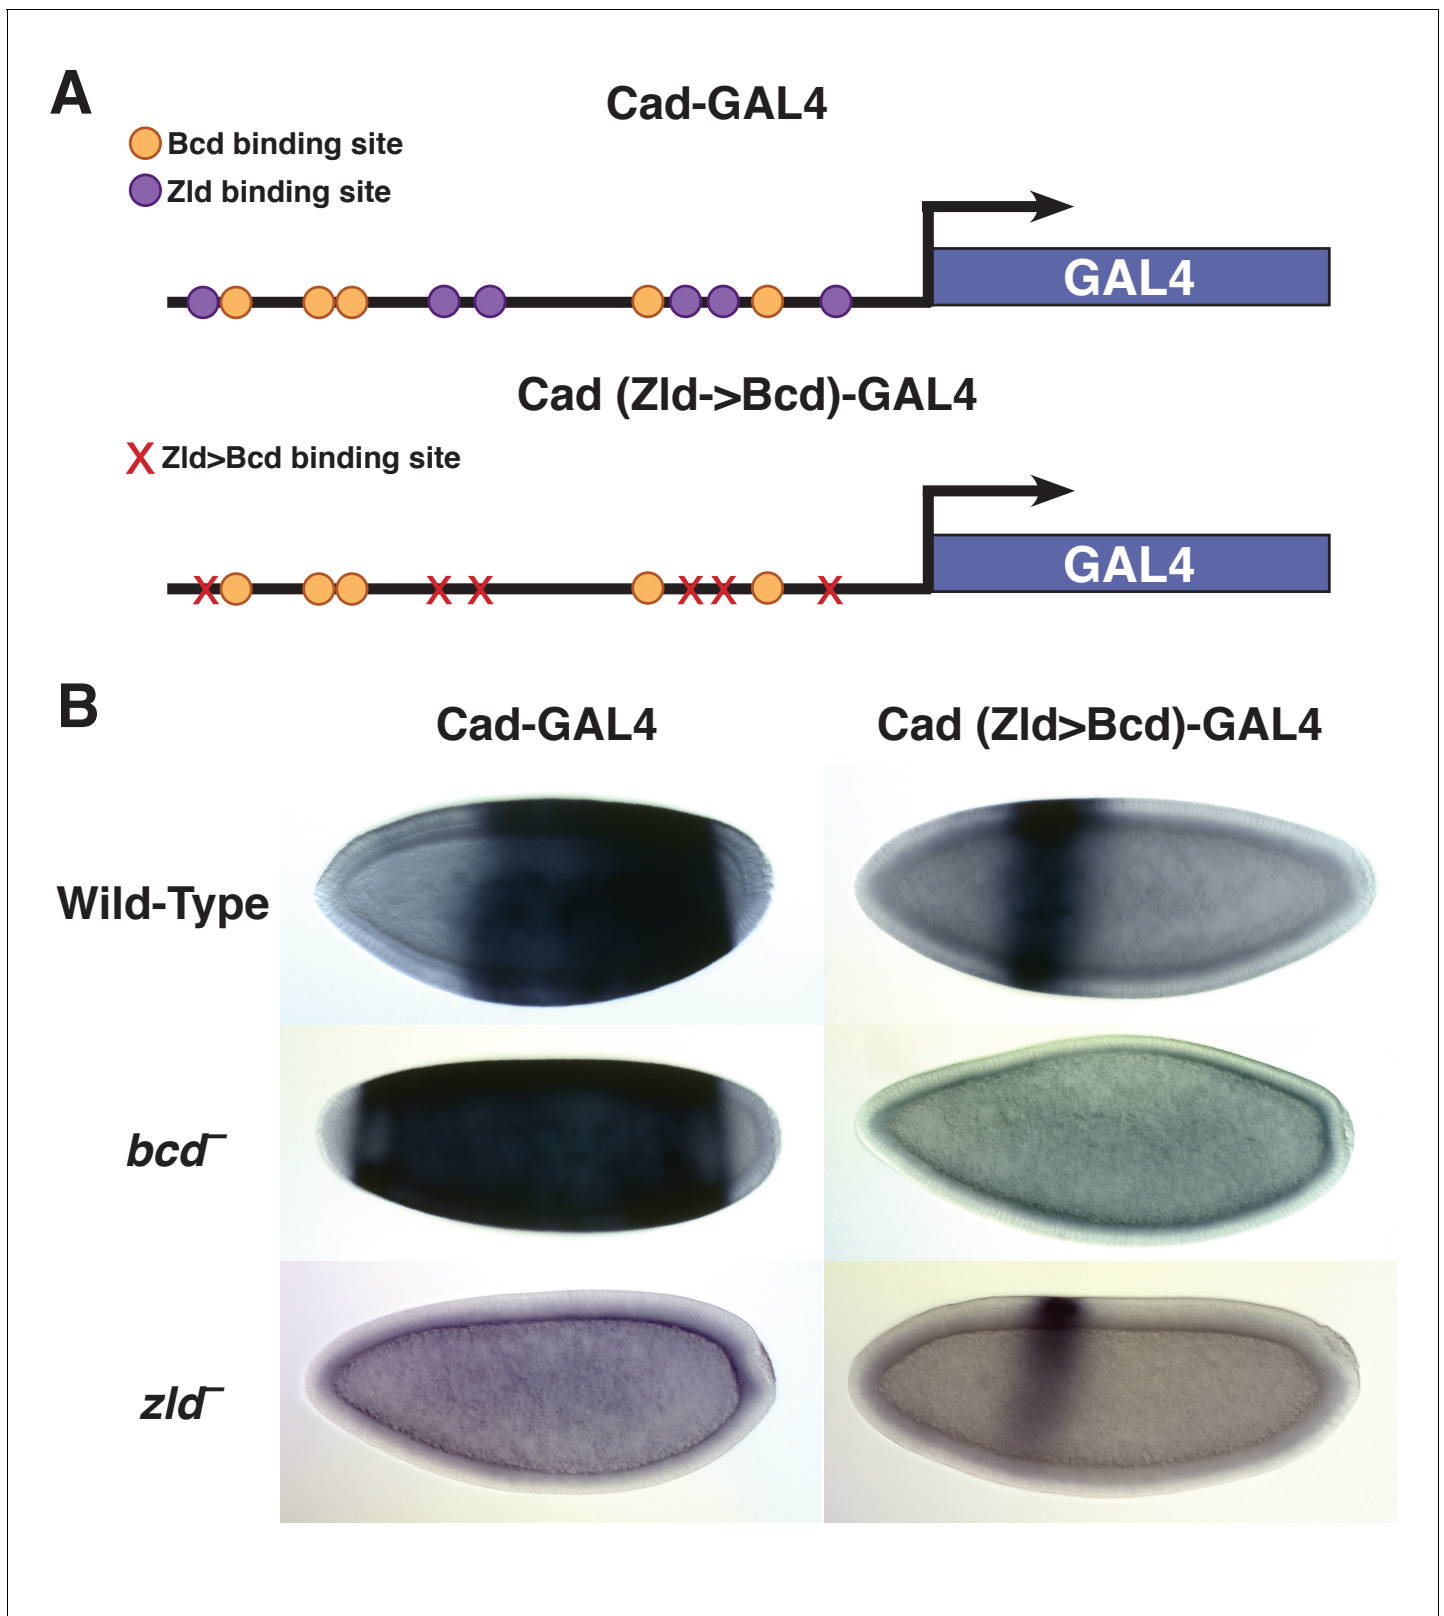 A
Cad-GAL4
Bcd binding site
Zld binding site
GAL4
Cad (Zld->Bcd)-GAL4
X Zld>Bcd binding site
GAL4
X X X X X X
B
Cad-GAL4 Cad (Zld>Bcd)-GAL4
Wild-Type
bcd–
zld–